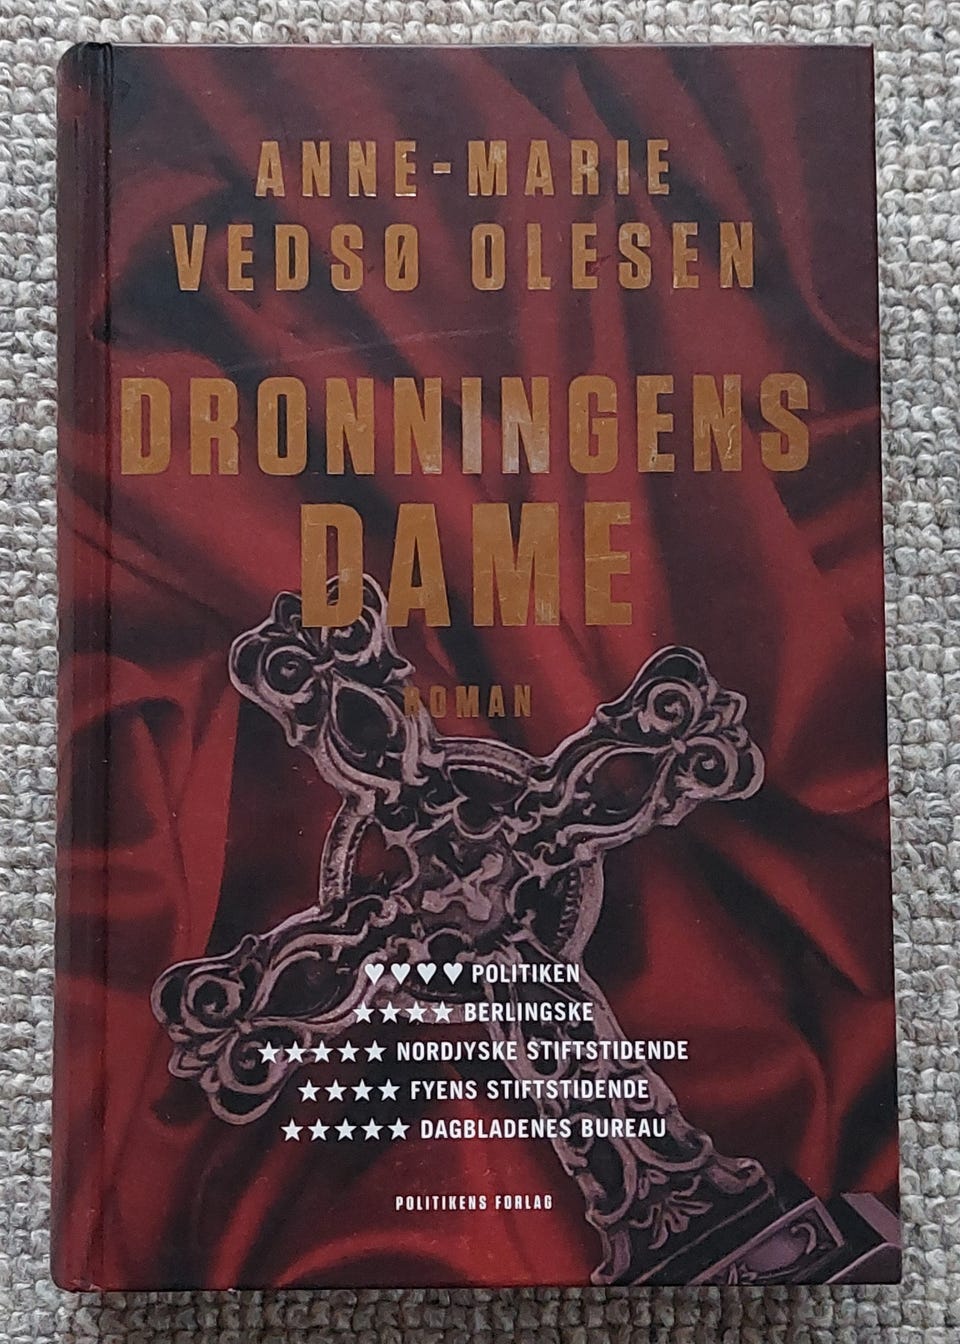 ANNE-MARIE
VEDSØ OLESEN
DRONNINGENS
DAME
ROMAN
♥♥♥♥ POLITIKEN
★★★★ BERLINGSKE
★★★★★ NORDJYSKE STIFTSTIDENDE
★★★★ FYENS STIFTSTIDENDE
★★★★★ DAGBLADENES BUREAU
POLITIKENS FORLAG